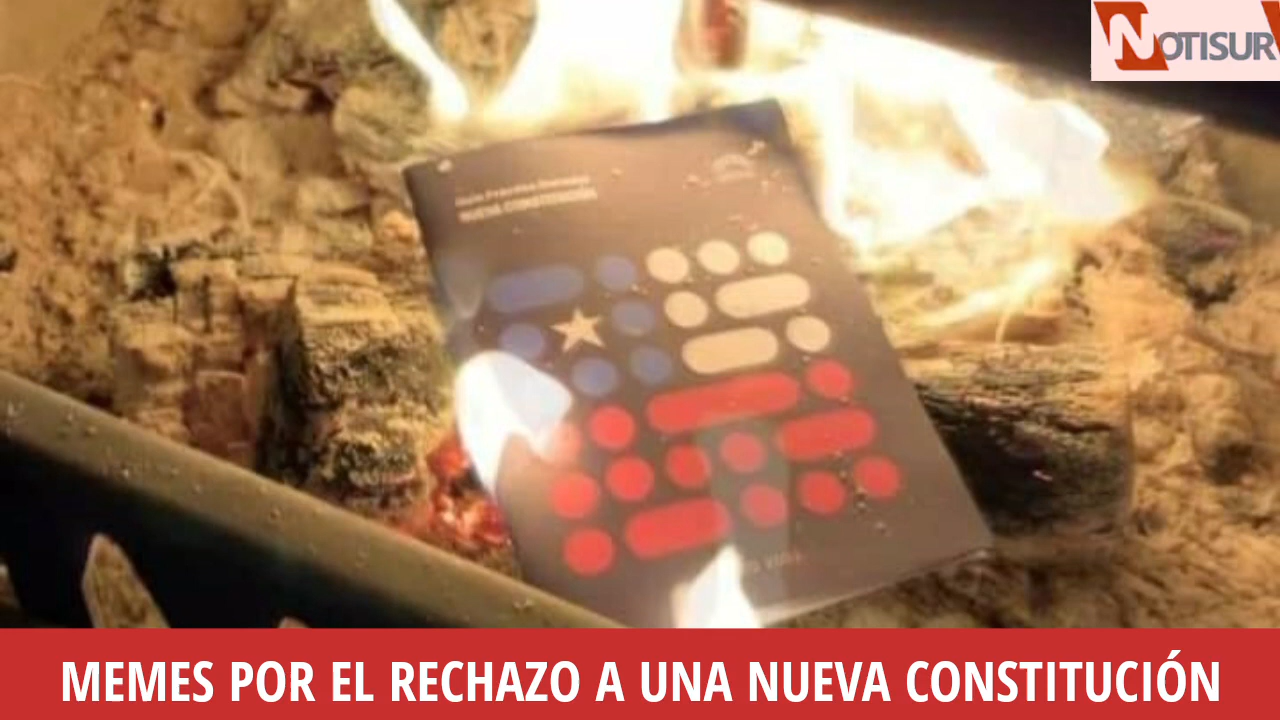 NOTISUR
NUEVA CONSTITUCIÓN
MEMES POR EL RECHAZO A UNA NUEVA CONSTITUCIÓN